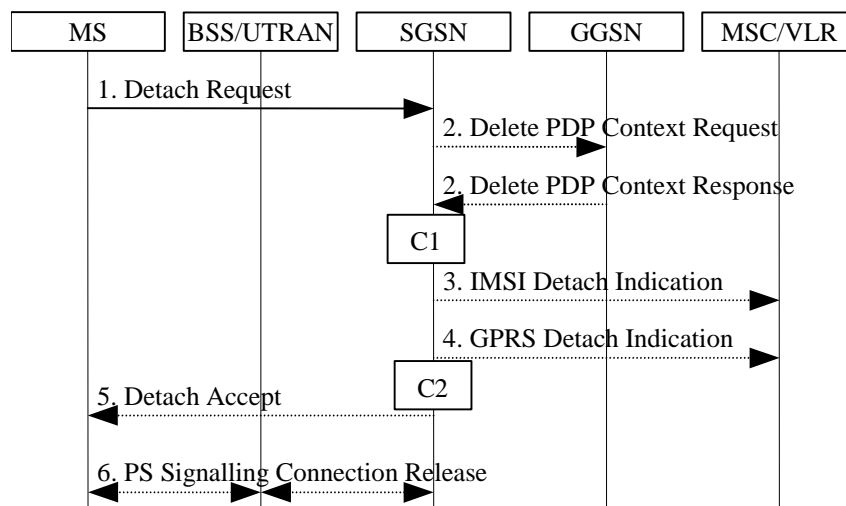 MS
BSS/UTRAN
SGSN
GGSN
MSC/VLR
1. Detach Request
2. Delete PDP Context Request
2. Delete PDP Context Response
C1
3. IMSI Detach Indication
4. GPRS Detach Indication
C2
5. Detach Accept
6. PS Signalling Connection Release